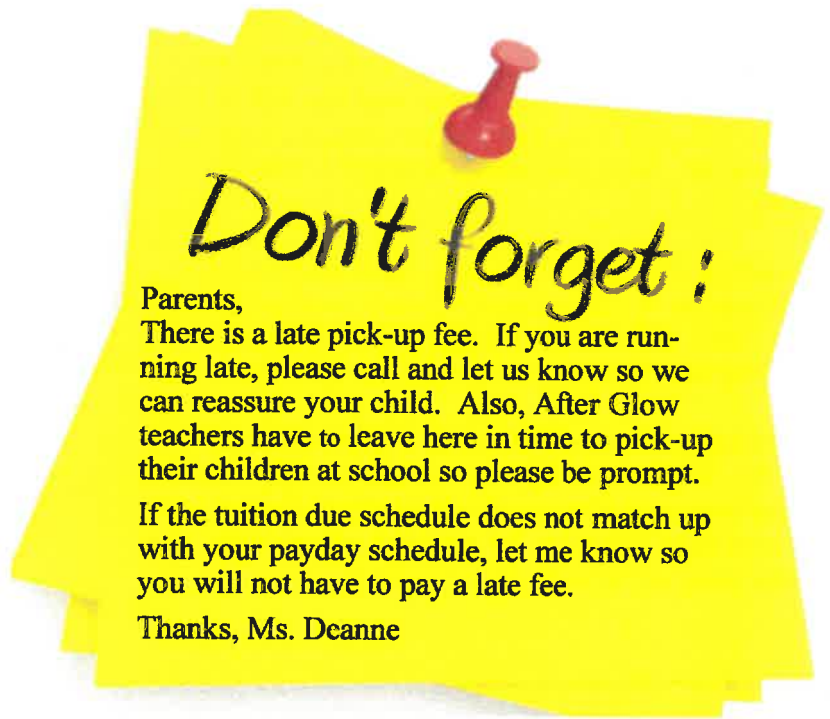 Don't forget:
Parents,
There is a late pick-up fee. If you are run-
ning late, please call and let us know so we
can reassure your child. Also, After Glow
teachers have to leave here in time to pick-up
their children at school so please be prompt.
If the tuition due schedule does not match up
with your payday schedule, let me know so
you will not have to pay a late fee.
Thanks, Ms. Deanne